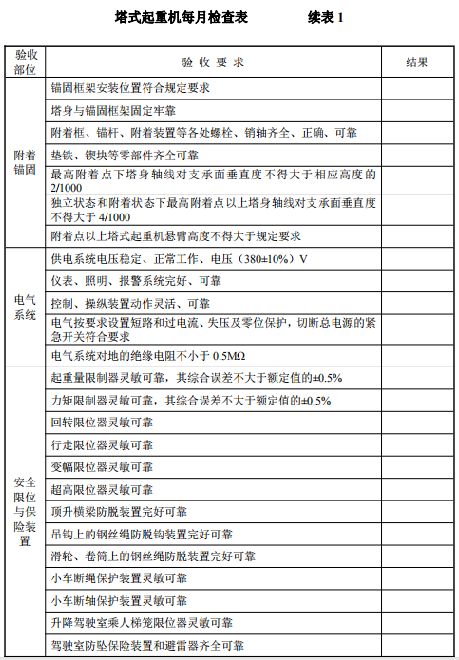 塔式起重机每月检查表 续表 1
验收
部位
验 收 要 求
结果
附着
锚固
锚固框架安装位置符合规定要求
塔身与锚固框架固定牢靠
附着框、锚杆、附着装置等各处螺栓、销轴齐全、正确、可靠
垫铁、锲块等零部件齐全可靠
最高附着点下塔身轴线对支承面垂直度不得大于相应高度的
2/1000
独立状态和附着状态下最高附着点以上塔身轴线对支承面垂直度
不得大于 4/1000
附着点以上塔式起重机悬臂高度不得大于规定要求
电气
系统
供电系统电压稳定、正常工作、电压（380±10%）V
仪表、照明、报警系统完好、可靠
控制、操纵装置动作灵活、可靠
电气按要求设置短路和过电流、失压及零位保护，切断总电源的紧
急开关符合要求
电气系统对地的绝缘电阻不小于 0.5MΩ
安全
限位
与保
险装
置
起重量限制器灵敏可靠，其综合误差不大于额定值的±0.5%
力矩限制器灵敏可靠，其综合误差不大于额定值的±0.5%
回转限位器灵敏可靠
行走限位器灵敏可靠
变幅限位器灵敏可靠
超高限位器灵敏可靠
顶升横梁防脱装置完好可靠
吊钩上的钢丝绳防脱钩装置完好可靠
滑轮、卷筒上的钢丝绳防脱装置完好可靠
小车断绳保护装置灵敏可靠
小车断轴保护装置灵敏可靠
升降驾驶室乘人梯笼限位器灵敏可靠
驾驶室防坠保险装置和避雷器齐全可靠